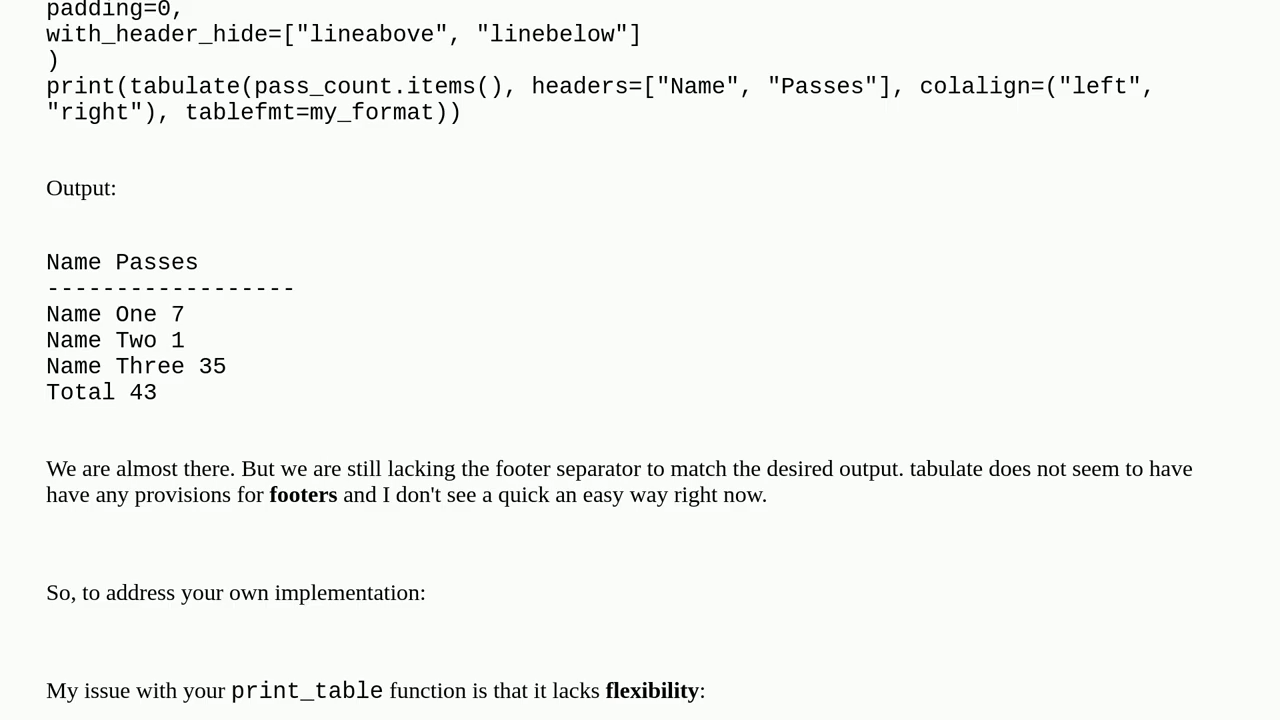 padding=0,
with_header_hide=["lineabove", "linebelow"]
)
print(tabulate(pass_count.items(), headers=["Name", "Passes"], colalign=("left",
"right"), tablefmt=my_format))
Output:
Name Passes
------------------
Name One 7
Name Two 1
Name Three 35
Total 43
We are almost there. But we are still lacking the footer separator to match the desired output. tabulate does not seem to have
have any provisions for footers and I don't see a quick an easy way right now.
So, to address your own implementation:
My issue with your print_table function is that it lacks flexibility: